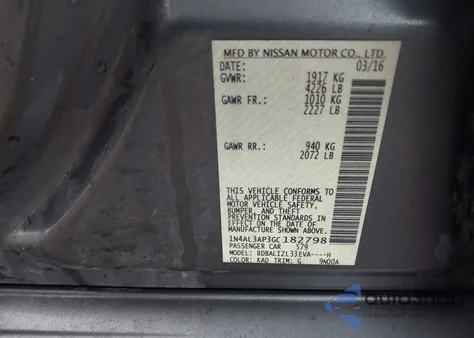 MFD BY NISSAN MOTOR CO., LTD.
DATE: 03/16
GVWR: 1917 KG
4226 LB
GAWR FR.: 1010 KG
2227 LB
GAWR RR.: 940 KG
2072 LB
THIS VEHICLE CONFORMS TO
ALL APPLICABLE FEDERAL
MOTOR VEHICLE SAFETY,
BUMPER, AND THEFT
PREVENTION STANDARDS IN
EFFECT ON THE DATE OF
MANUFACTURE SHOWN ABOVE.
1N4AL3AP3GC182798
PASSENGER CAR 579
MODEL: BDBALIZL33EVA----H
COLOR: KAD TRIM: G 9N00A
autoshop